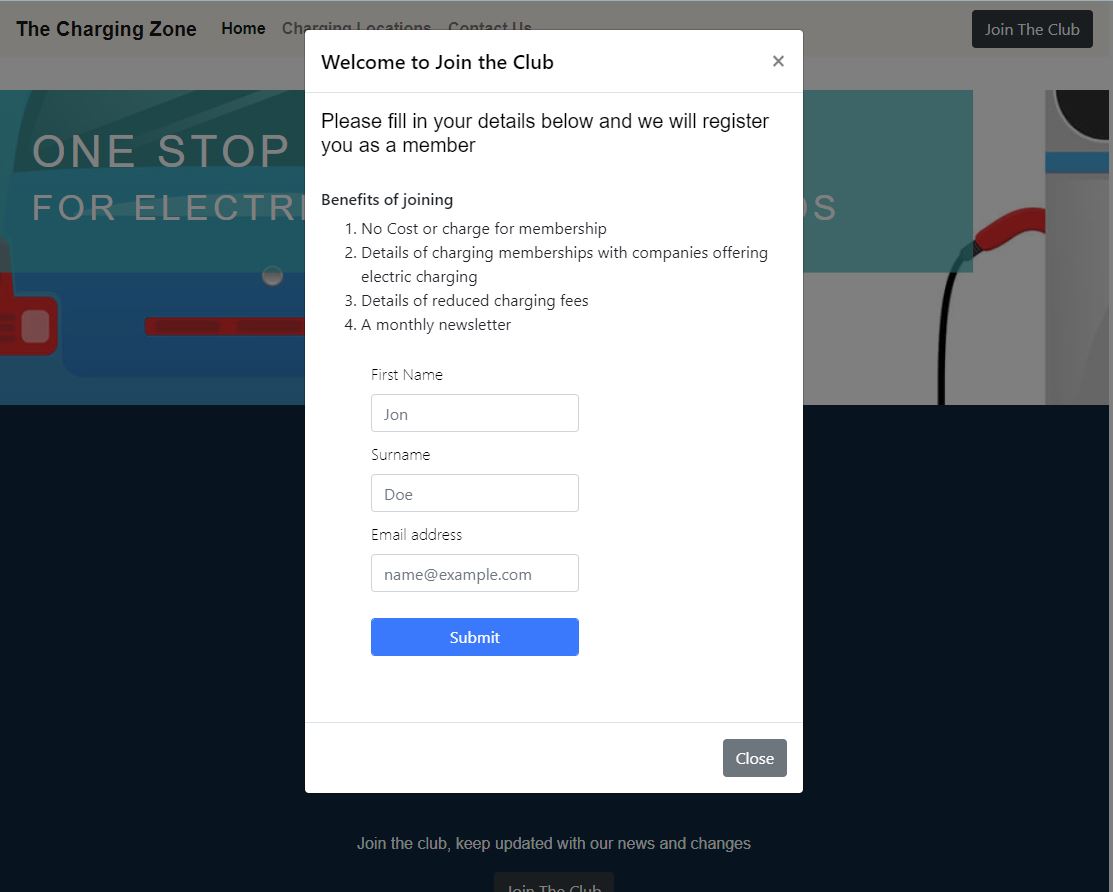 The Charging Zone Home Charging Locations Contact Us Join The Club
Welcome to Join the Club ×
Please fill in your details below and we will register
you as a member
ONE STOP
FOR ELECTRI
Benefits of joining
1. No Cost or charge for membership
2. Details of charging memberships with companies offering
electric charging
3. Details of reduced charging fees
4. A monthly newsletter
First Name
Jon
Surname
Doe
Email address
name@example.com
Submit
Close
Join the club, keep updated with our news and changes
Join The Club